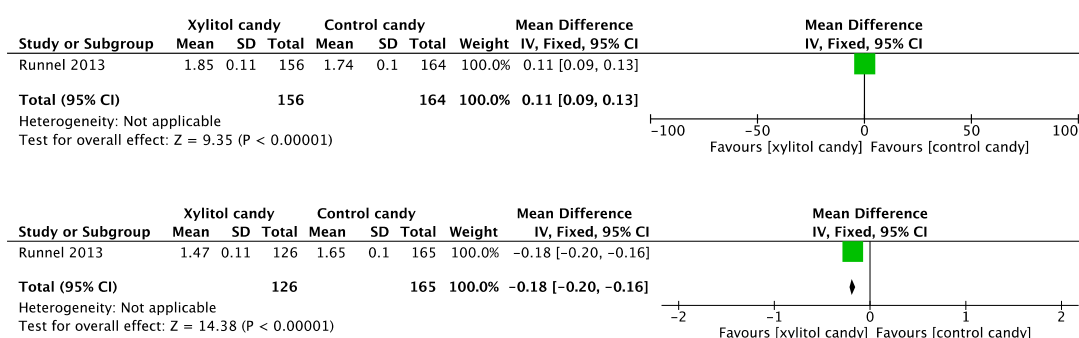 Xylitol candy Control candy Mean Difference Mean Difference
Study or Subgroup Mean SD Total Mean SD Total Weight IV, Fixed, 95% CI IV, Fixed, 95% CI
Runnel 2013 1.85 0.11 156 1.74 0.1 164 100.0% 0.11 [0.09, 0.13]
Total (95% CI) 156 164 100.0% 0.11 [0.09, 0.13]
Heterogeneity: Not applicable
Test for overall effect: Z = 9.35 (P < 0.00001)
-100 -50 0 50 100
Favours [xylitol candy] Favours [control candy]
Xylitol candy Control candy Mean Difference Mean Difference
Study or Subgroup Mean SD Total Mean SD Total Weight IV, Fixed, 95% CI IV, Fixed, 95% CI
Runnel 2013 1.47 0.11 126 1.65 0.1 165 100.0% −0.18 [−0.20, −0.16]
Total (95% CI) 126 165 100.0% −0.18 [−0.20, −0.16]
Heterogeneity: Not applicable
Test for overall effect: Z = 14.38 (P < 0.00001)
-2 -1 0 1 2
Favours [xylitol candy] Favours [control candy]